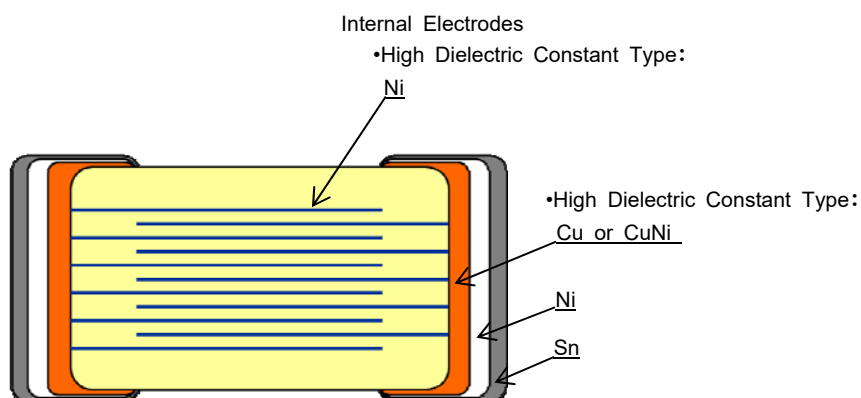 Internal Electrodes
•High Dielectric Constant Type:
Ni
•High Dielectric Constant Type:
Cu or CuNi
Ni
Sn